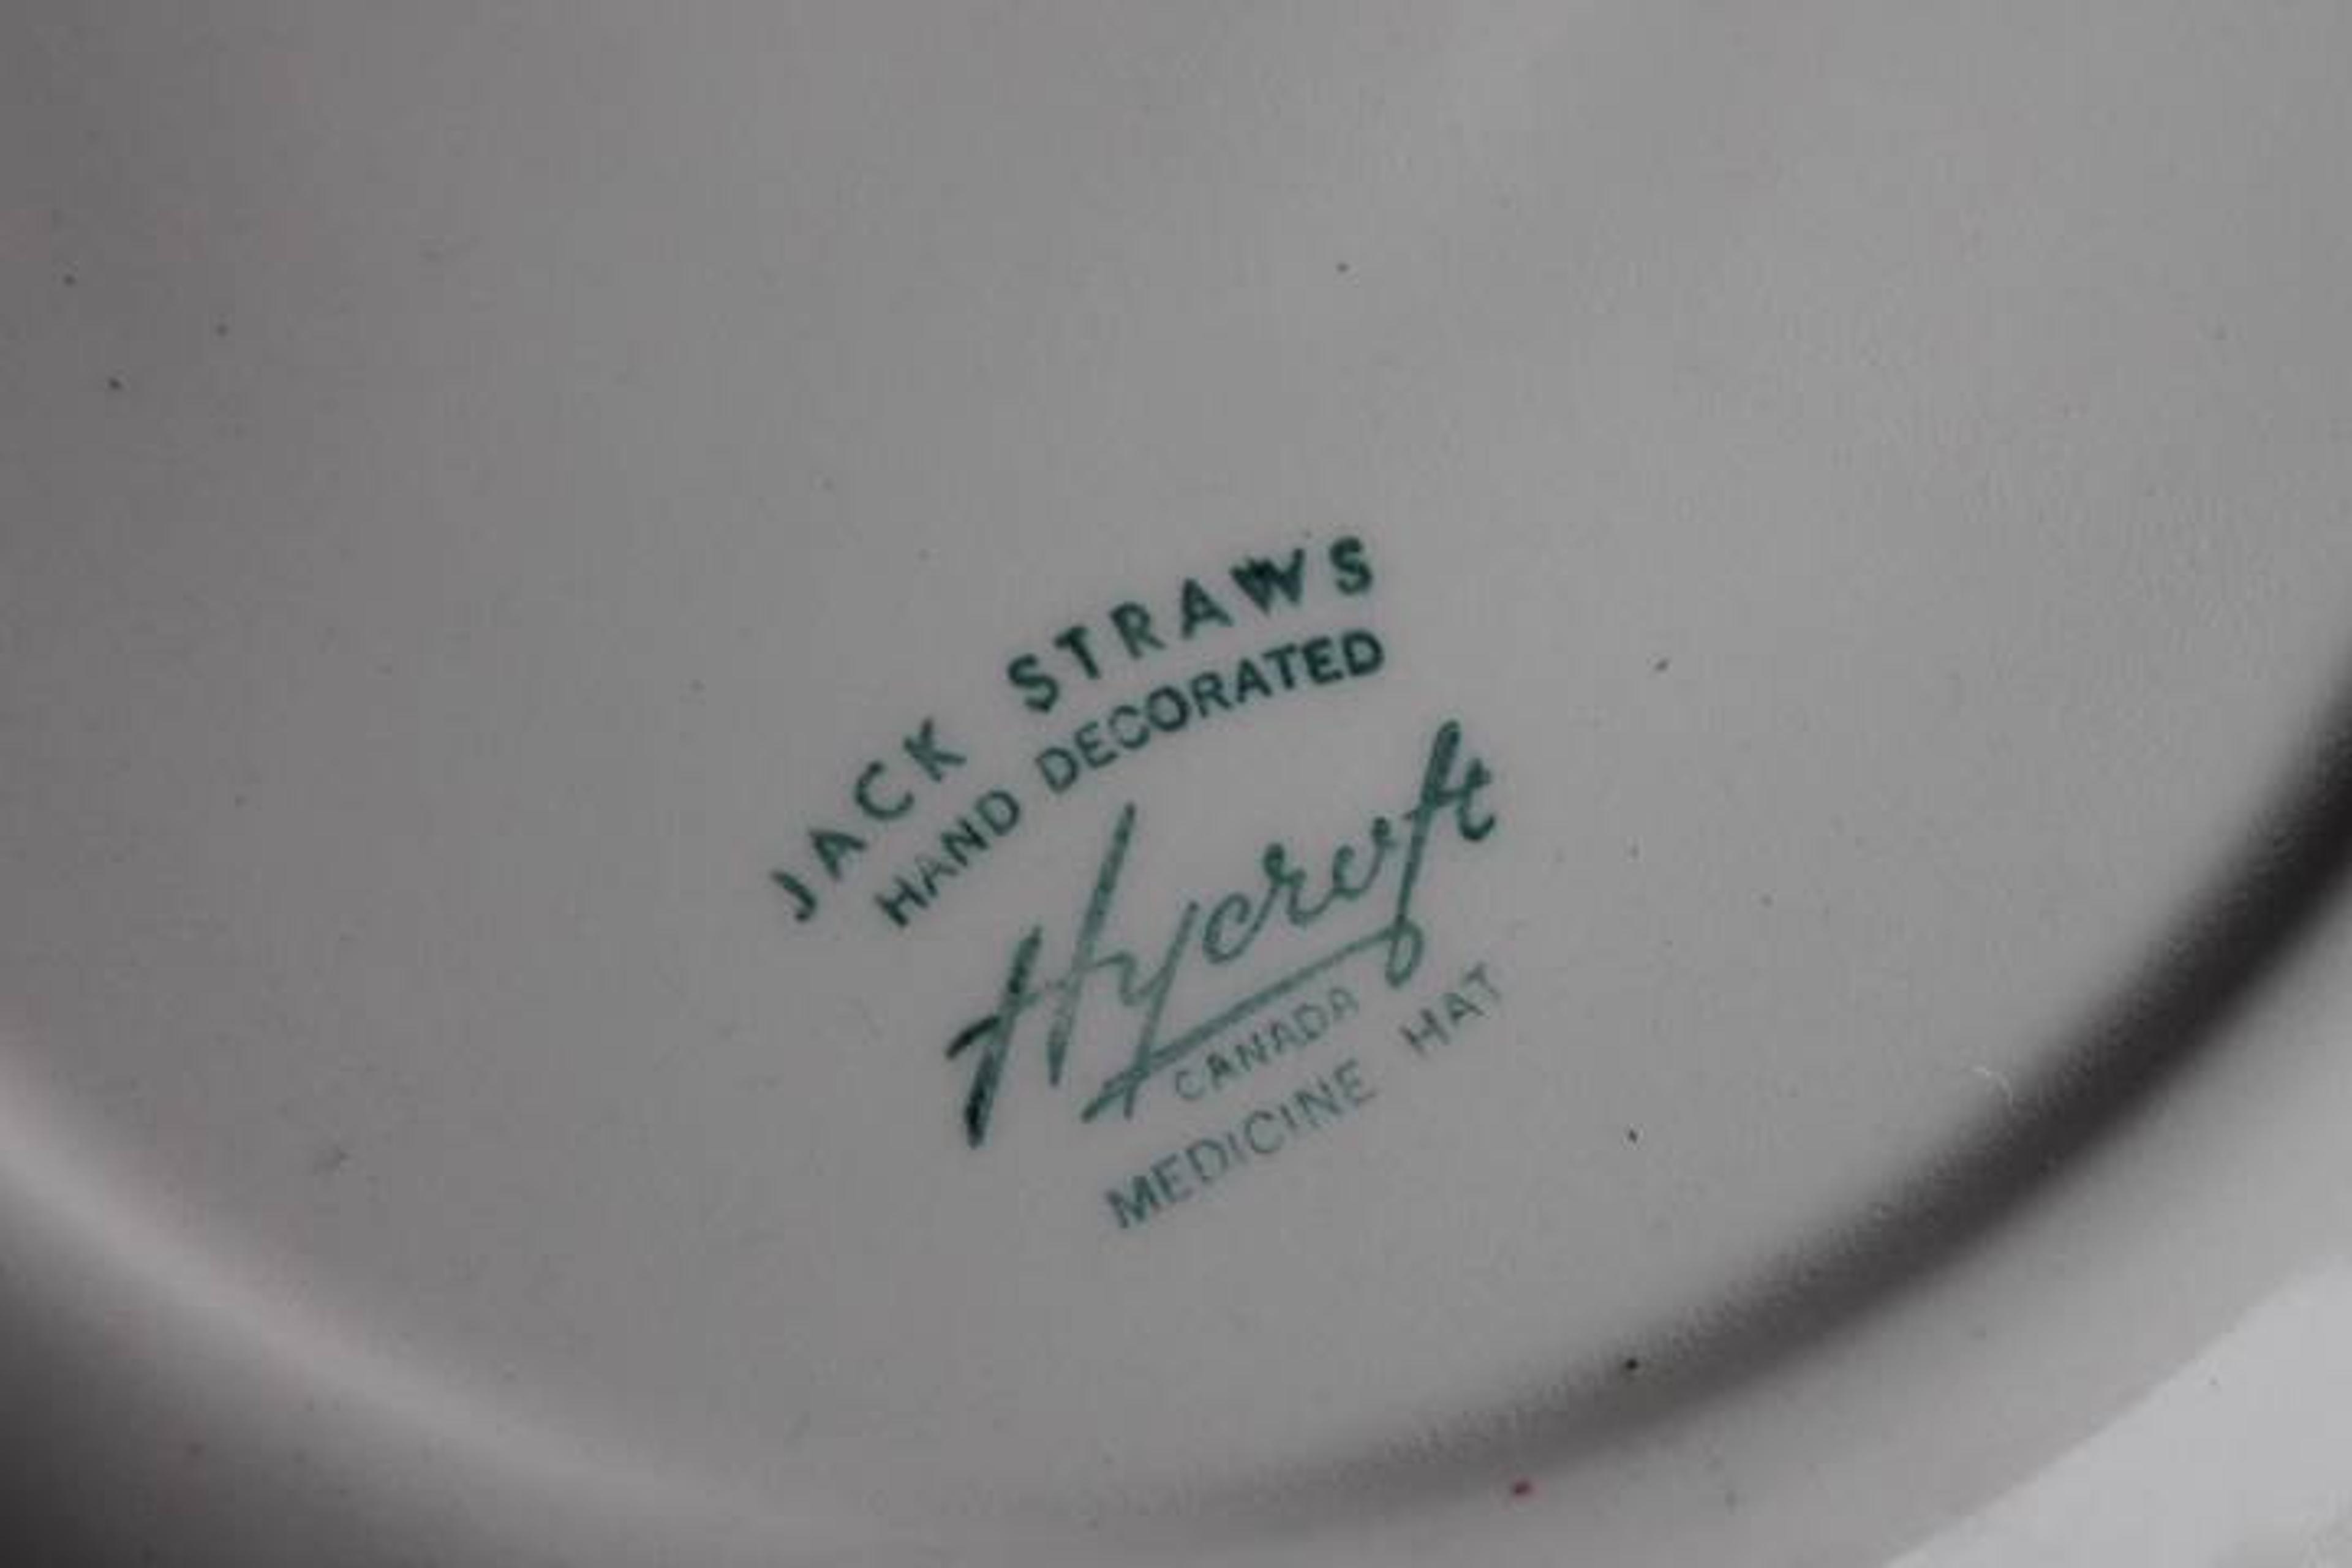 JACK STRAWS
HAND DECORATED
Hycroft
CANADA
MEDICINE HAT